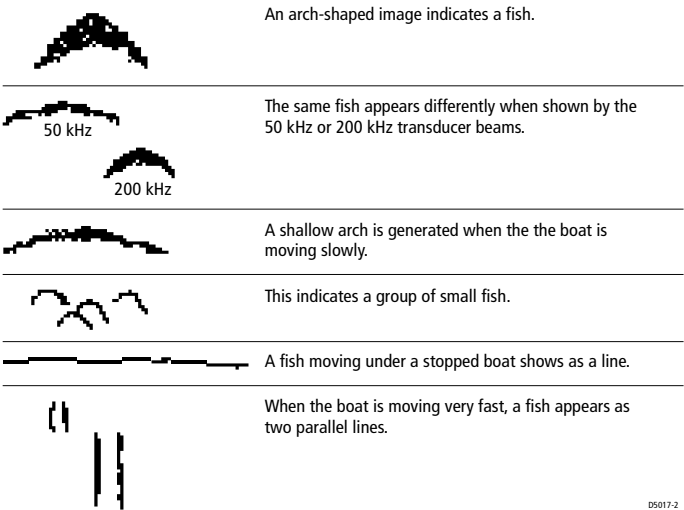 An arch-shaped image indicates a fish.
50 kHz
200 kHz
The same fish appears differently when shown by the
50 kHz or 200 kHz transducer beams.
A shallow arch is generated when the the boat is
moving slowly.
This indicates a group of small fish.
A fish moving under a stopped boat shows as a line.
When the boat is moving very fast, a fish appears as
two parallel lines.
D5017-2